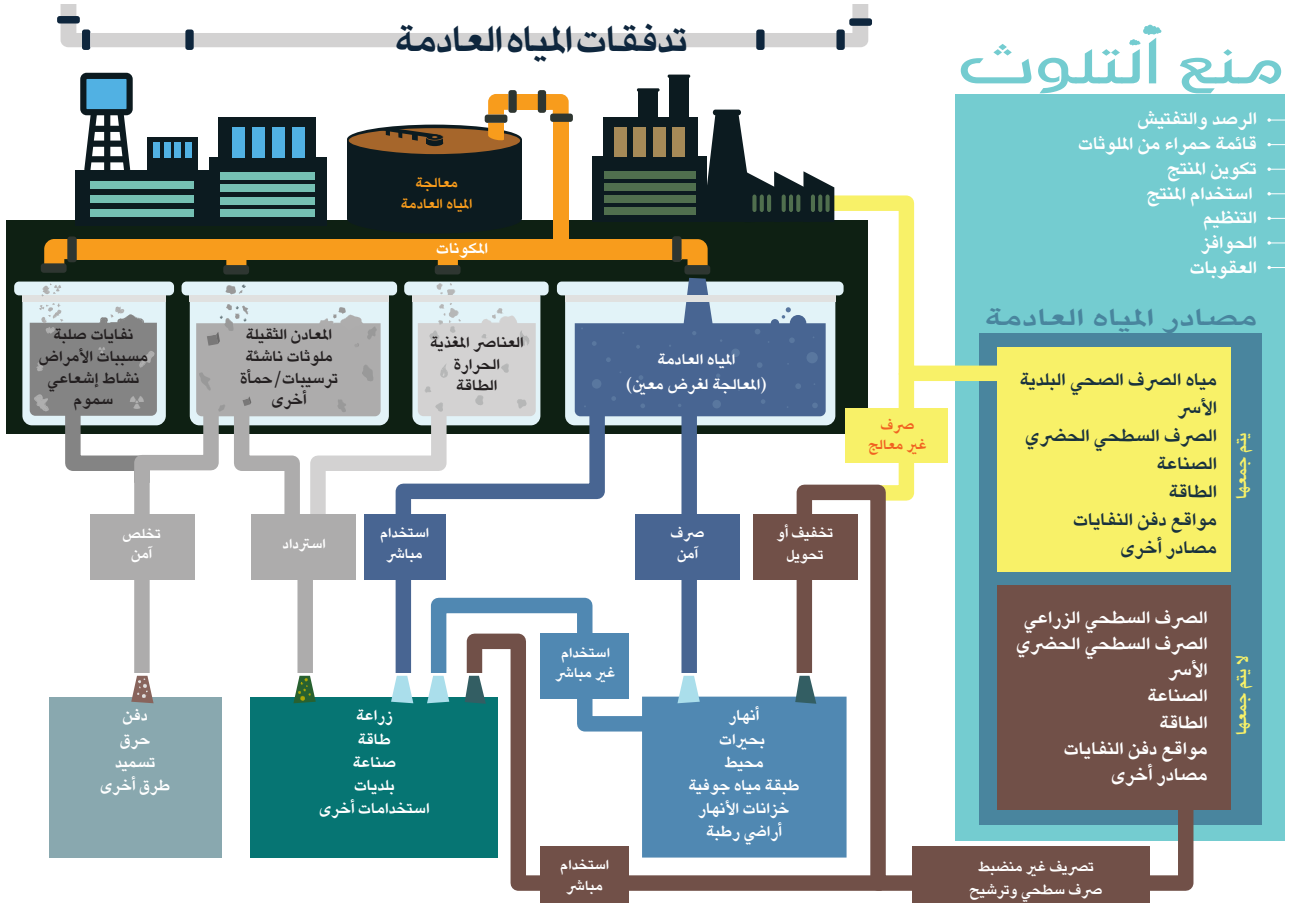 تدفقات المياه العادمة
منع التلوث
الرصد والتفتيش
قائمة حمراء من الملوثات
تكوين المنتج
استخدام المنتج
التنظيم
الحوافز
العقوبات
مصادر المياه العادمة
مياه الصرف الصحي البلدية
الأسر
الصرف السطحي الحضري
الصناعة
الطاقة
مواقع دفن النفايات
مصادر أخرى
يتم جمعها
الصرف السطحي الزراعي
الصرف السطحي الحضري
الأسر
الصناعة
الطاقة
مواقع دفن النفايات
مصادر أخرى
لا يتم جمعها
معالجة
المياه العادمة
المكونات
المياه العادمة
(المعالجة لغرض معين)
العناصر المغذية
الحرارة
الطاقة
المعادن الثقيلة
ملوثات ناشئة
ترسيبات/حمأة
أخرى
نفايات صلبة
مسببات الأمراض
نشاط إشعاعي
سموم
صرف
غير معالج
تخفيف أو
تحويل
صرف
آمن
استخدام
مباشر
استرداد
تخلص
آمن
استخدام
غير مباشر
أنهار
بحيرات
محيط
طبقة مياه جوفية
خزانات الأنهار
أراضي رطبة
زراعة
طاقة
صناعة
بلديات
استخدامات أخرى
دفن
حرق
تسميد
طرق أخرى
تصريف غير منضبط
صرف سطحي وترشيح
استخدام
مباشر